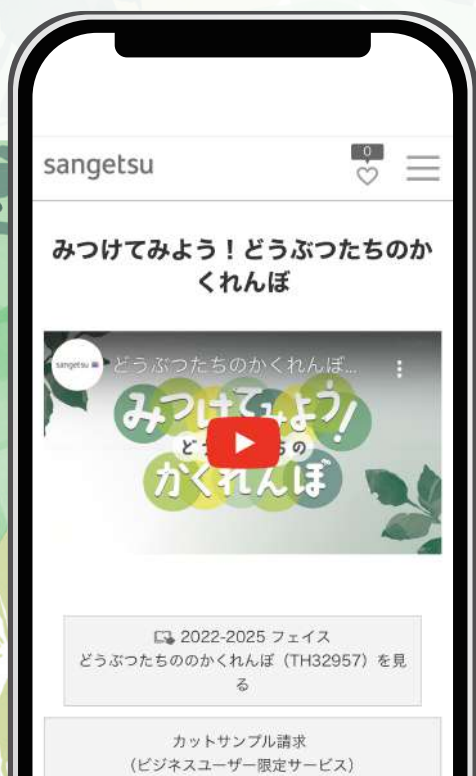 sangetsu
0
みつけてみよう！どうぶつたちのか
くれんぼ
sangetsu
どうぶつたちのかくれんぼ...
みつけてみよう!
かくれんぼ
2022-2025 フェイス
どうぶつたちののかくれんぼ（TH32957）を見
る
カットサンプル請求
（ビジネスユーザー限定サービス）